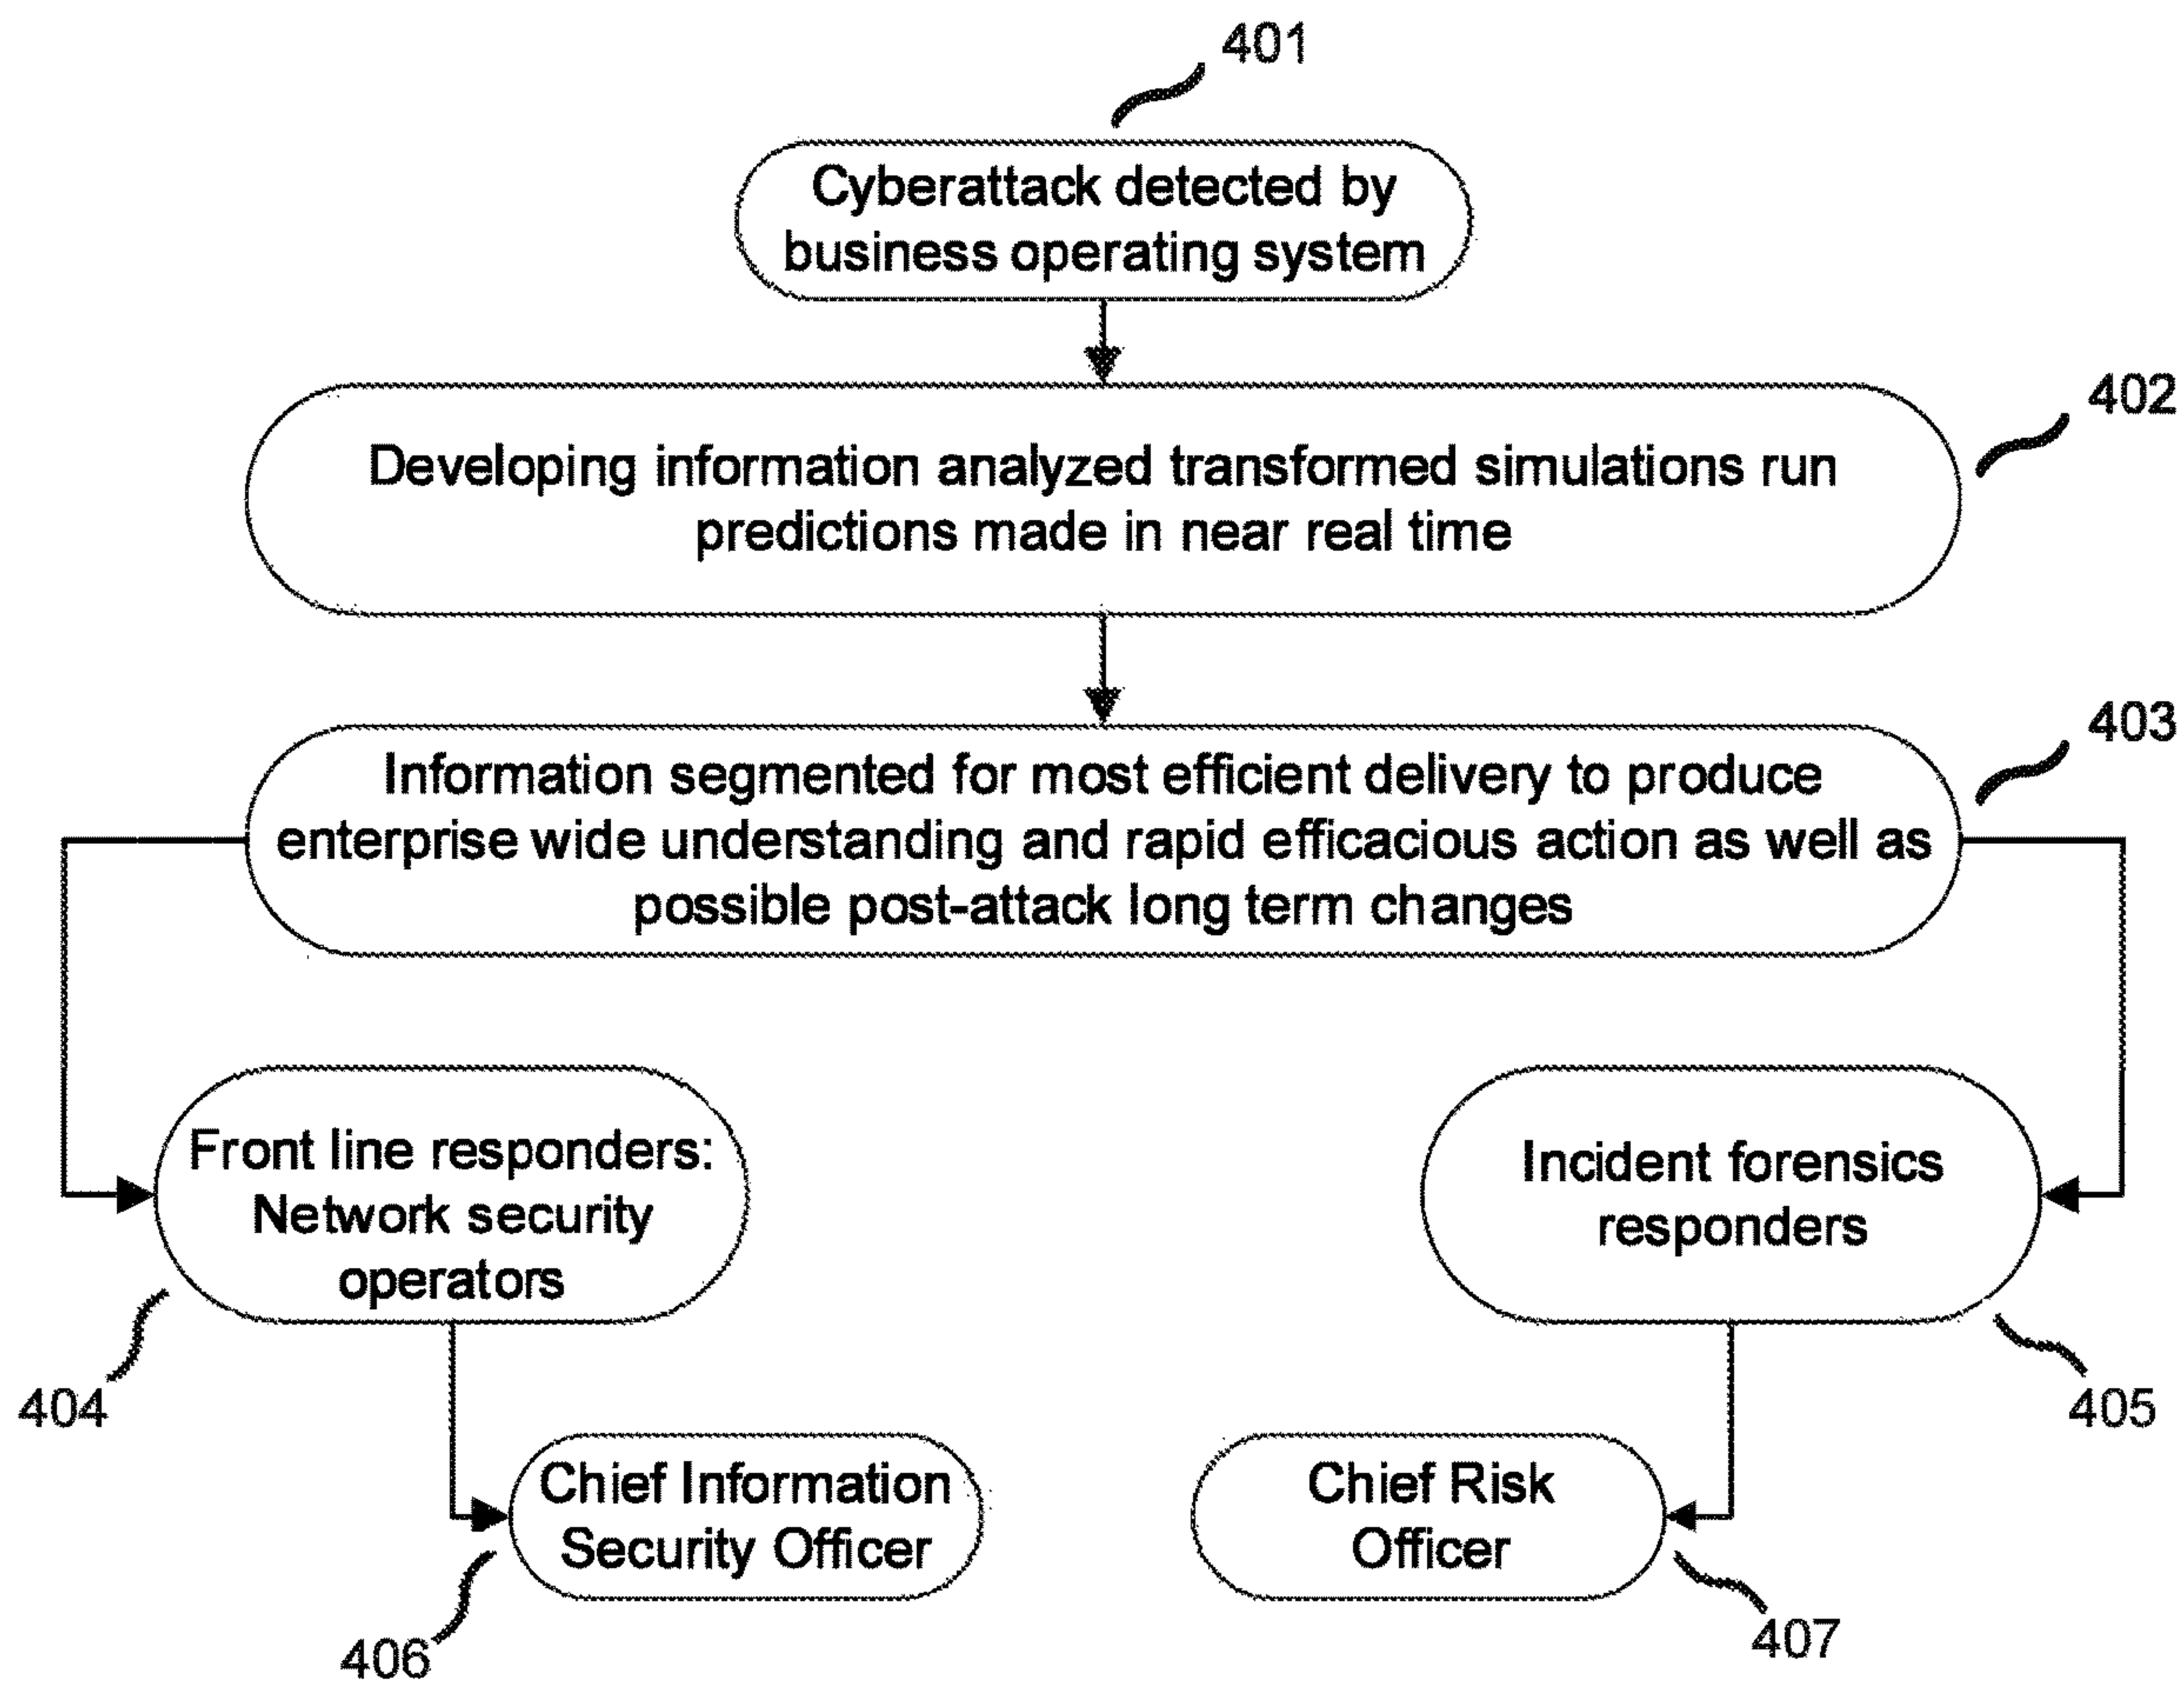 401
Cyberattack detected by
business operating system
402
Developing information analyzed transformed simulations run
predictions made in near real time
403
Information segmented for most efficient delivery to produce
enterprise wide understanding and rapid efficacious action as well as
possible post-attack long term changes
Front line responders:
Network security
operators
404
Incident forensics
responders
405
Chief Information
Security Officer
406
Chief Risk
Officer
407